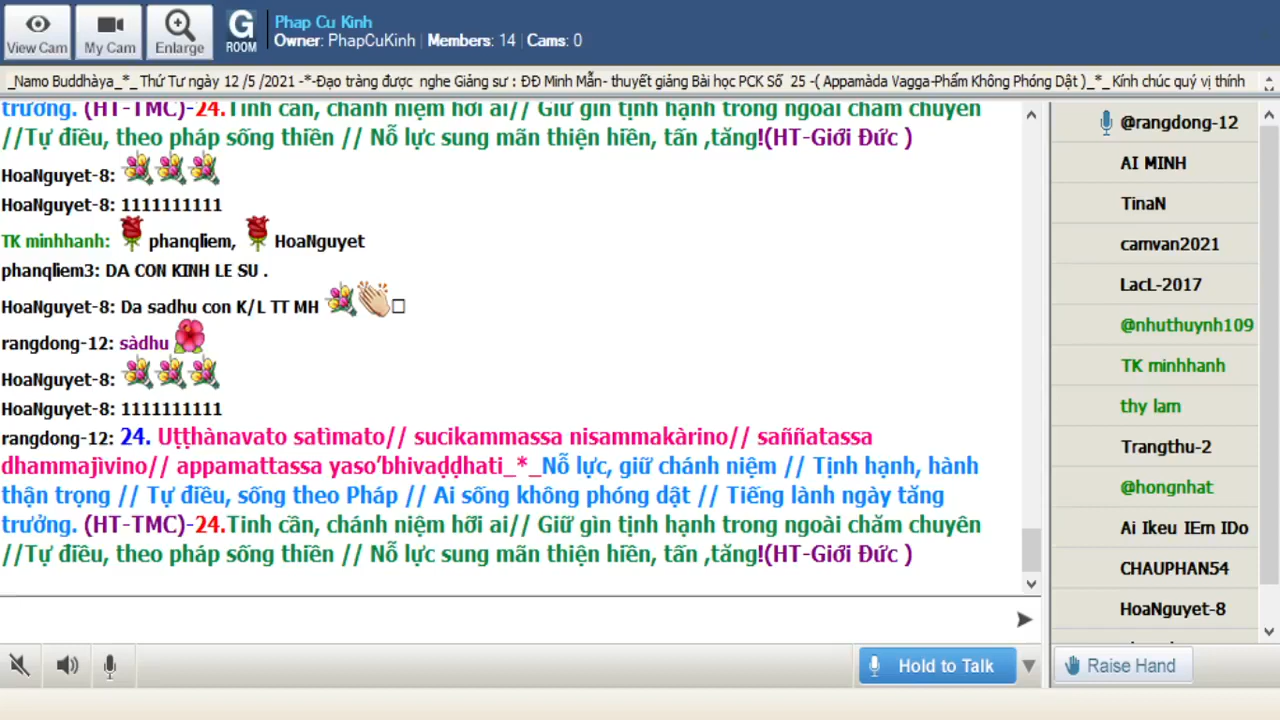 View Cam
My Cam
Enlarge
G
ROOM
Phap Cu Kinh
Owner: PhapCuKinh | Members: 14 | Cams: 0
_Namo Buddhàya_*_ Thứ Tư ngày 12 /5 /2021 -*-Đạo tràng được nghe Giảng sư : ĐĐ Minh Mẫn- thuyết giảng Bài học PCK Số 25 -( Appamàda Vagga-Phẩm Không Phóng Dật )_*_ Kính chúc quý vị thính
trưởng. (HT-TMC)-24.Tinh cần, chánh niệm hỡi ai// Giữ gìn tịnh hạnh trong ngoài chăm chuyên
//Tự điều, theo pháp sống thiền // Nỗ lực sung mãn thiện hiền, tấn ,tăng!(HT-Giới Đức )
HoaNguyet-8:
HoaNguyet-8: 1111111111
TK minhhanh: phanqliem, HoaNguyet
phanqliem3: DA CON KINH LE SU .
HoaNguyet-8: Da sadhu con K/L TT MH
rangdong-12: sàdhu
HoaNguyet-8:
HoaNguyet-8: 1111111111
rangdong-12: 24. Uṭṭhànavato satìmato// sucikammassa nisammakàrino// saññatassa
dhammajìvino// appamattassa yaso’bhivaḍḍhati_*_Nỗ lực, giữ chánh niệm // Tịnh hạnh, hành
thận trọng // Tự điều, sống theo Pháp // Ai sống không phóng dật // Tiếng lành ngày tăng
trưởng. (HT-TMC)-24.Tinh cần, chánh niệm hỡi ai// Giữ gìn tịnh hạnh trong ngoài chăm chuyên
//Tự điều, theo pháp sống thiền // Nỗ lực sung mãn thiện hiền, tấn ,tăng!(HT-Giới Đức )
@rangdong-12
AI MINH
TinaN
camvan2021
LacL-2017
@nhuthuynh109
TK minhhanh
thy lam
Trangthu-2
@hongnhat
Ai Ikeu IEm IDo
CHAUPHAN54
HoaNguyet-8
Hold to Talk
Raise Hand